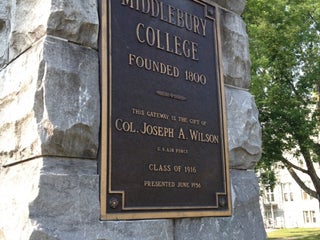 MIDDLEBURY
COLLEGE
FOUNDED 1800
THIS GATEWAY IS THE GIFT OF
COL. JOSEPH A. WILSON
U.S. AIR FORCE
CLASS OF 1916
PRESENTED JUNE 1956